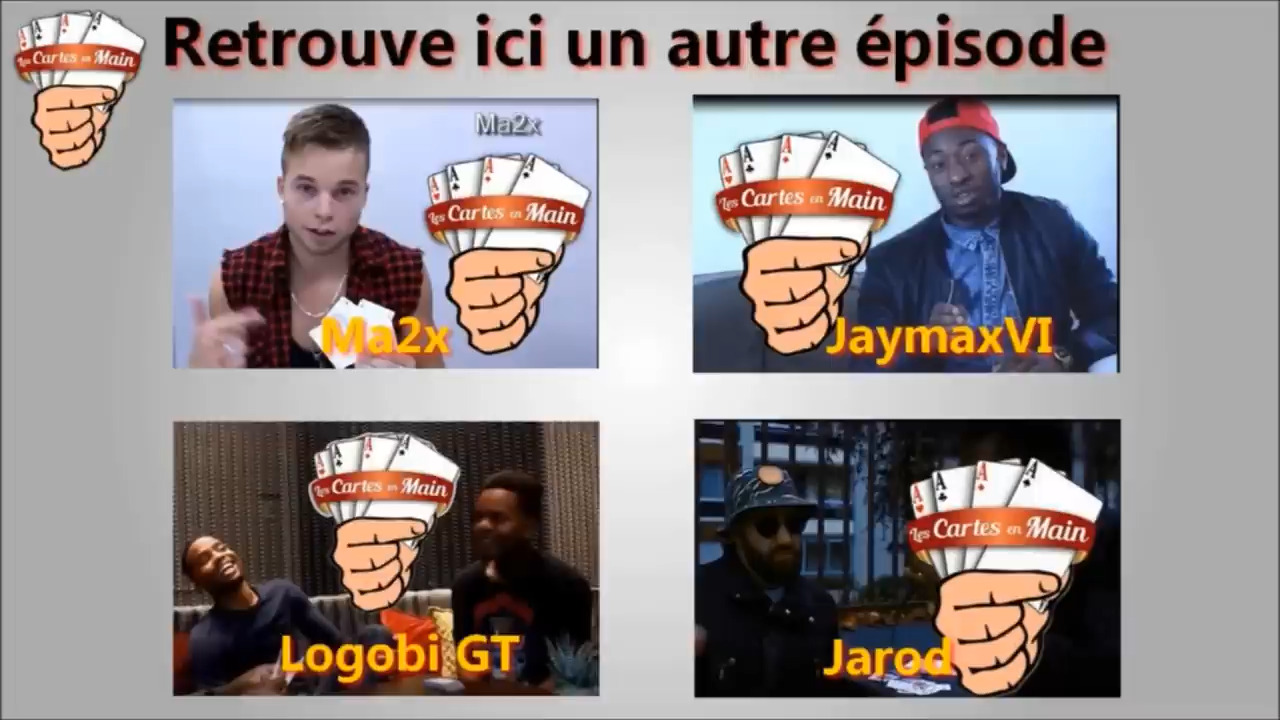 Retrouve ici un autre épisode
Les Cartes en Main
Ma2x
Les Cartes en Main
Ma2x
Les Cartes en Main
JaymaxVI
Les Cartes en Main
Logobi GT
Les Cartes en Main
Jarod